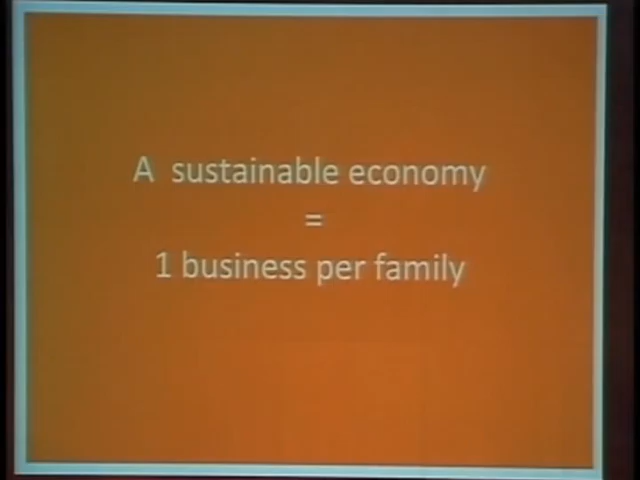 A sustainable economy
=
1 business per family